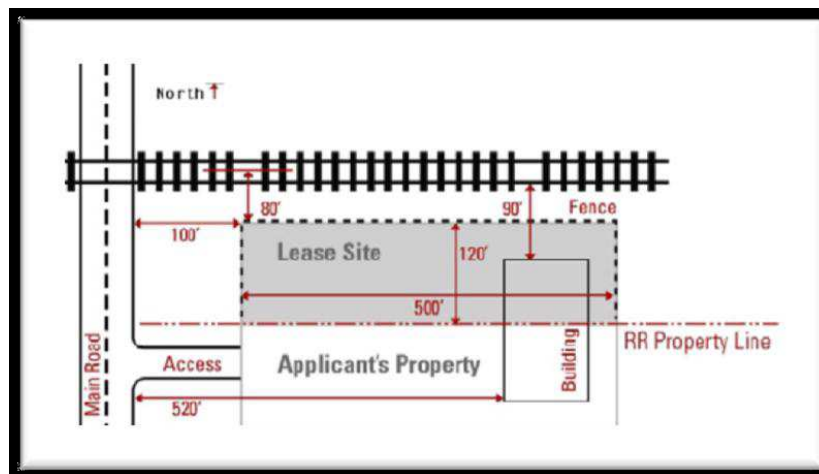 North
80'
90'
Fence
100'
Lease Site
120'
500'
RR Property Line
Main Road
Access
Applicant's Property
Building
520'